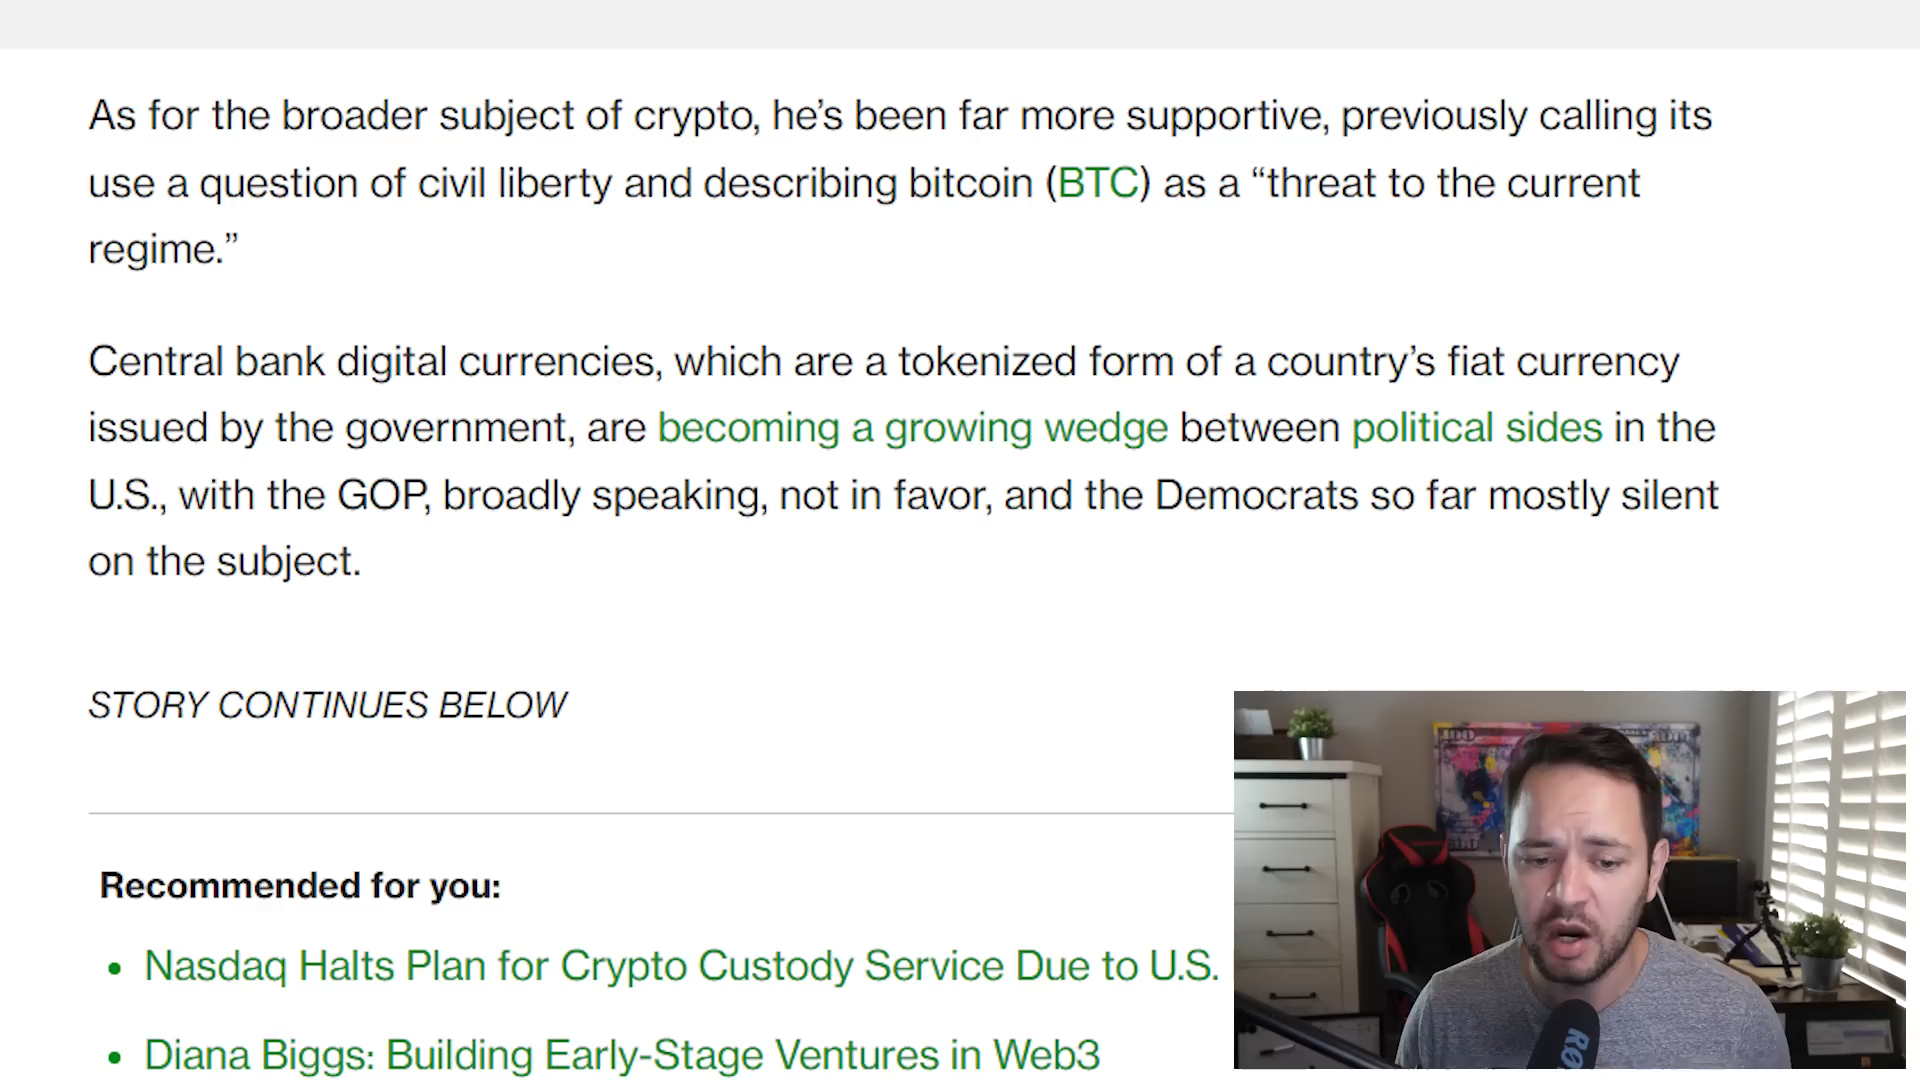 As for the broader subject of crypto, he’s been far more supportive, previously calling its
use a question of civil liberty and describing bitcoin (BTC) as a “threat to the current
regime.”
Central bank digital currencies, which are a tokenized form of a country’s fiat currency
issued by the government, are becoming a growing wedge between political sides in the
U.S., with the GOP, broadly speaking, not in favor, and the Democrats so far mostly silent
on the subject.
STORY CONTINUES BELOW
Recommended for you:
• Nasdaq Halts Plan for Crypto Custody Service Due to U.S.
• Diana Biggs: Building Early-Stage Ventures in Web3
100